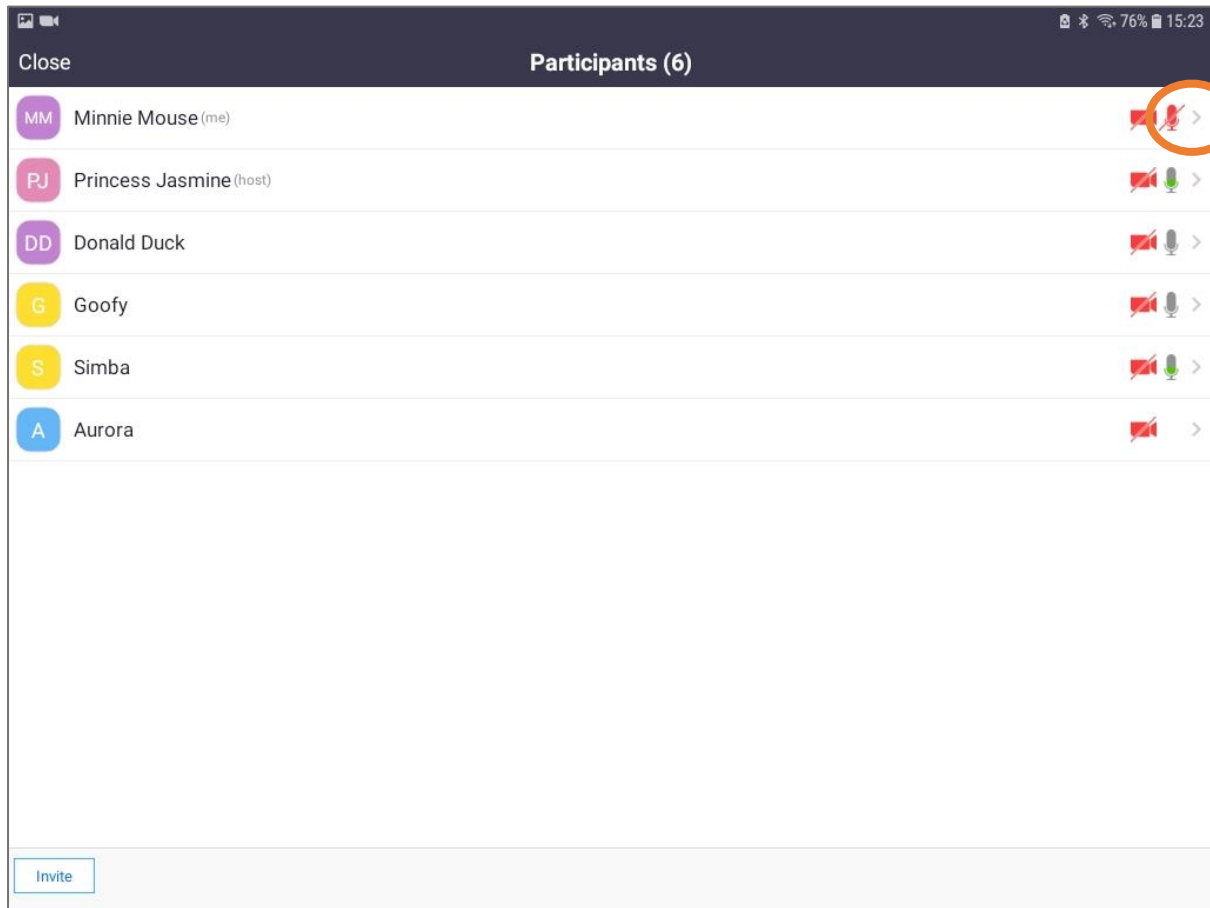 76% 15:23
Close Participants (6)
MM Minnie Mouse (me)
PJ Princess Jasmine (host)
DD Donald Duck
G Goofy
S Simba
A Aurora
Invite